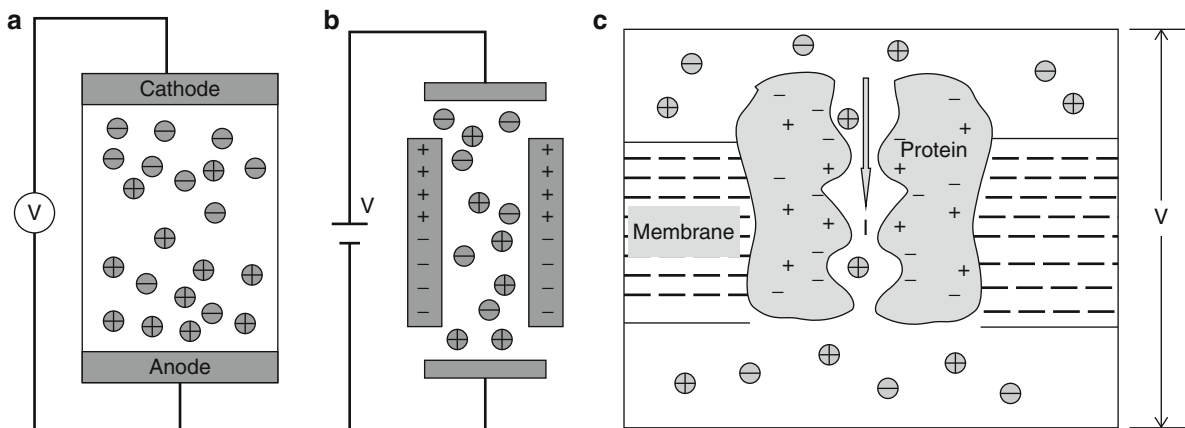 a
Cathode
V
Anode
b
V
c
Protein
Membrane
I
V